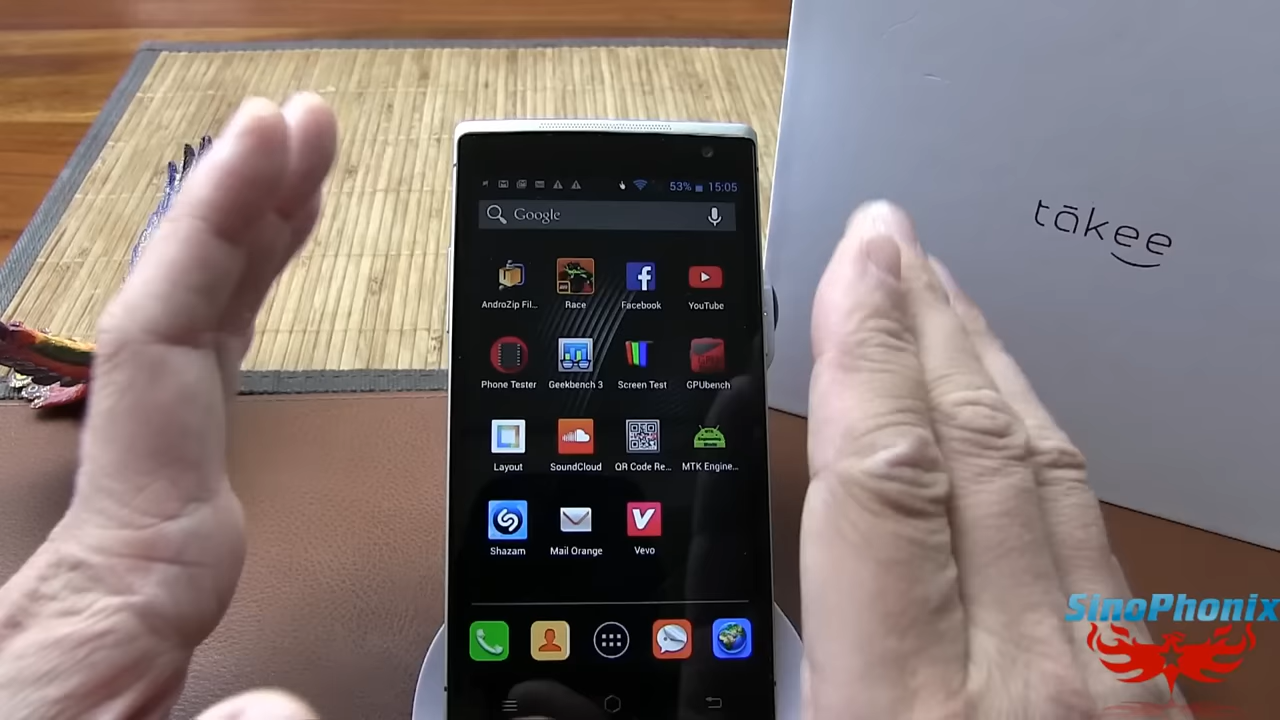 53% 15:05
Google
tākee
AndroZip Fil... Race Facebook YouTube
Phone Tester Geekbench 3 Screen Test GPUbench
Layout SoundCloud QR Code Re... MTK Engine...
Shazam Mail Orange Vevo
SinoPhonix